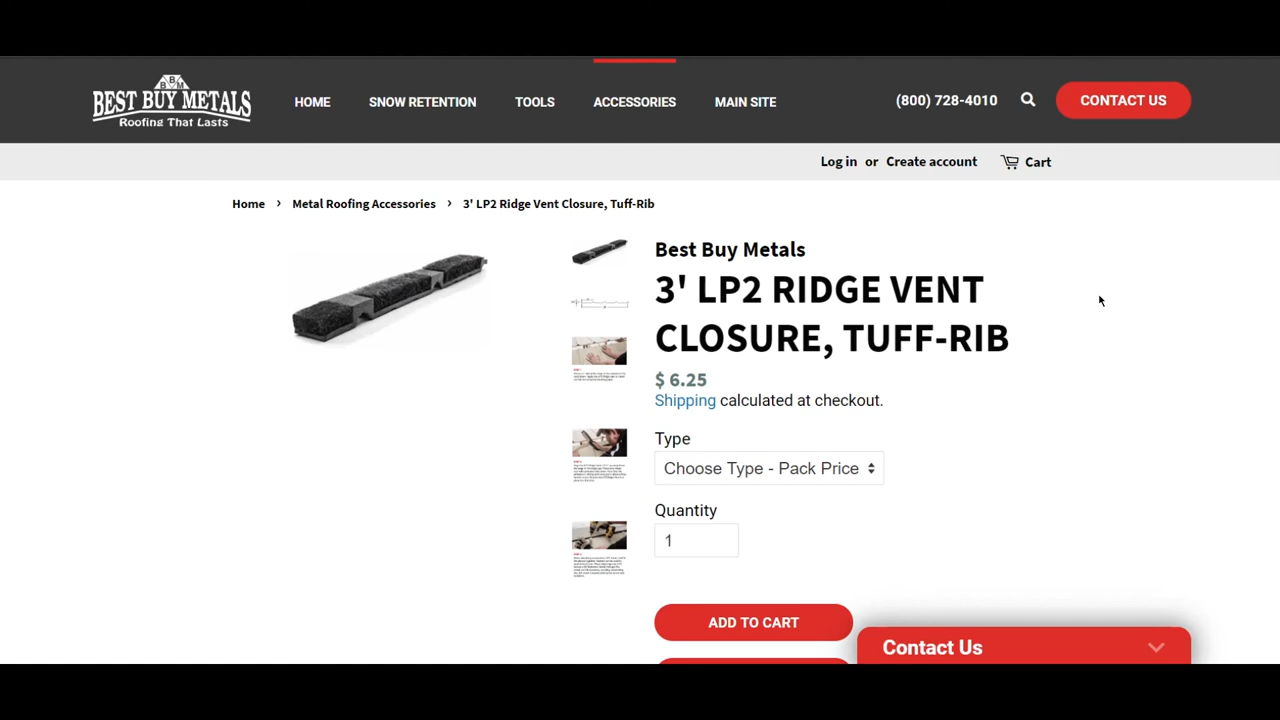 BBM
BEST BUY METALS
Roofing That Lasts
HOME
SNOW RETENTION
TOOLS
ACCESSORIES
MAIN SITE
(800) 728-4010
CONTACT US
Log in or Create account
Cart
Home › Metal Roofing Accessories › 3' LP2 Ridge Vent Closure, Tuff-Rib
Best Buy Metals
3' LP2 RIDGE VENT
CLOSURE, TUFF-RIB
$ 6.25
Shipping calculated at checkout.
Type
Choose Type - Pack Price
Quantity
1
ADD TO CART
Contact Us